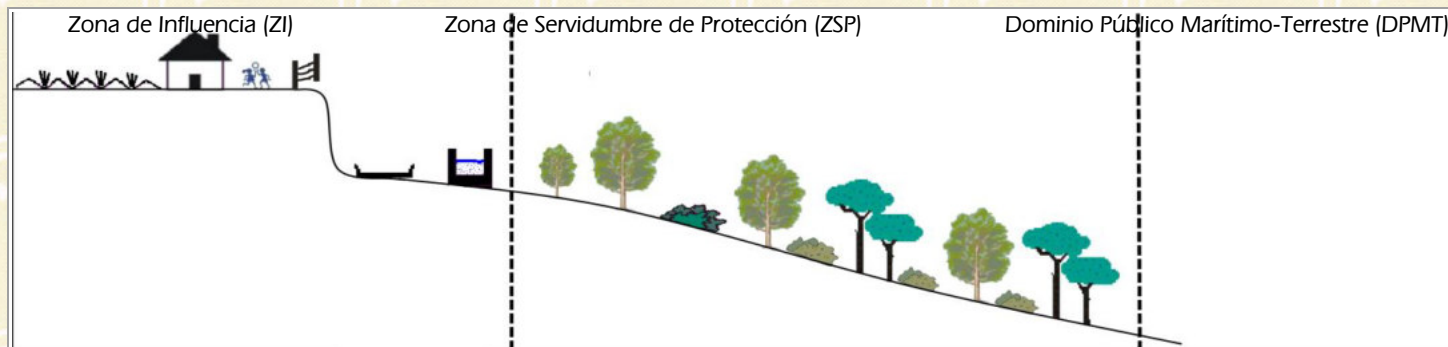 Zona de Influencia (ZI) Zona de Servidumbre de Protección (ZSP) Dominio Público Marítimo-Terrestre (DPMT)